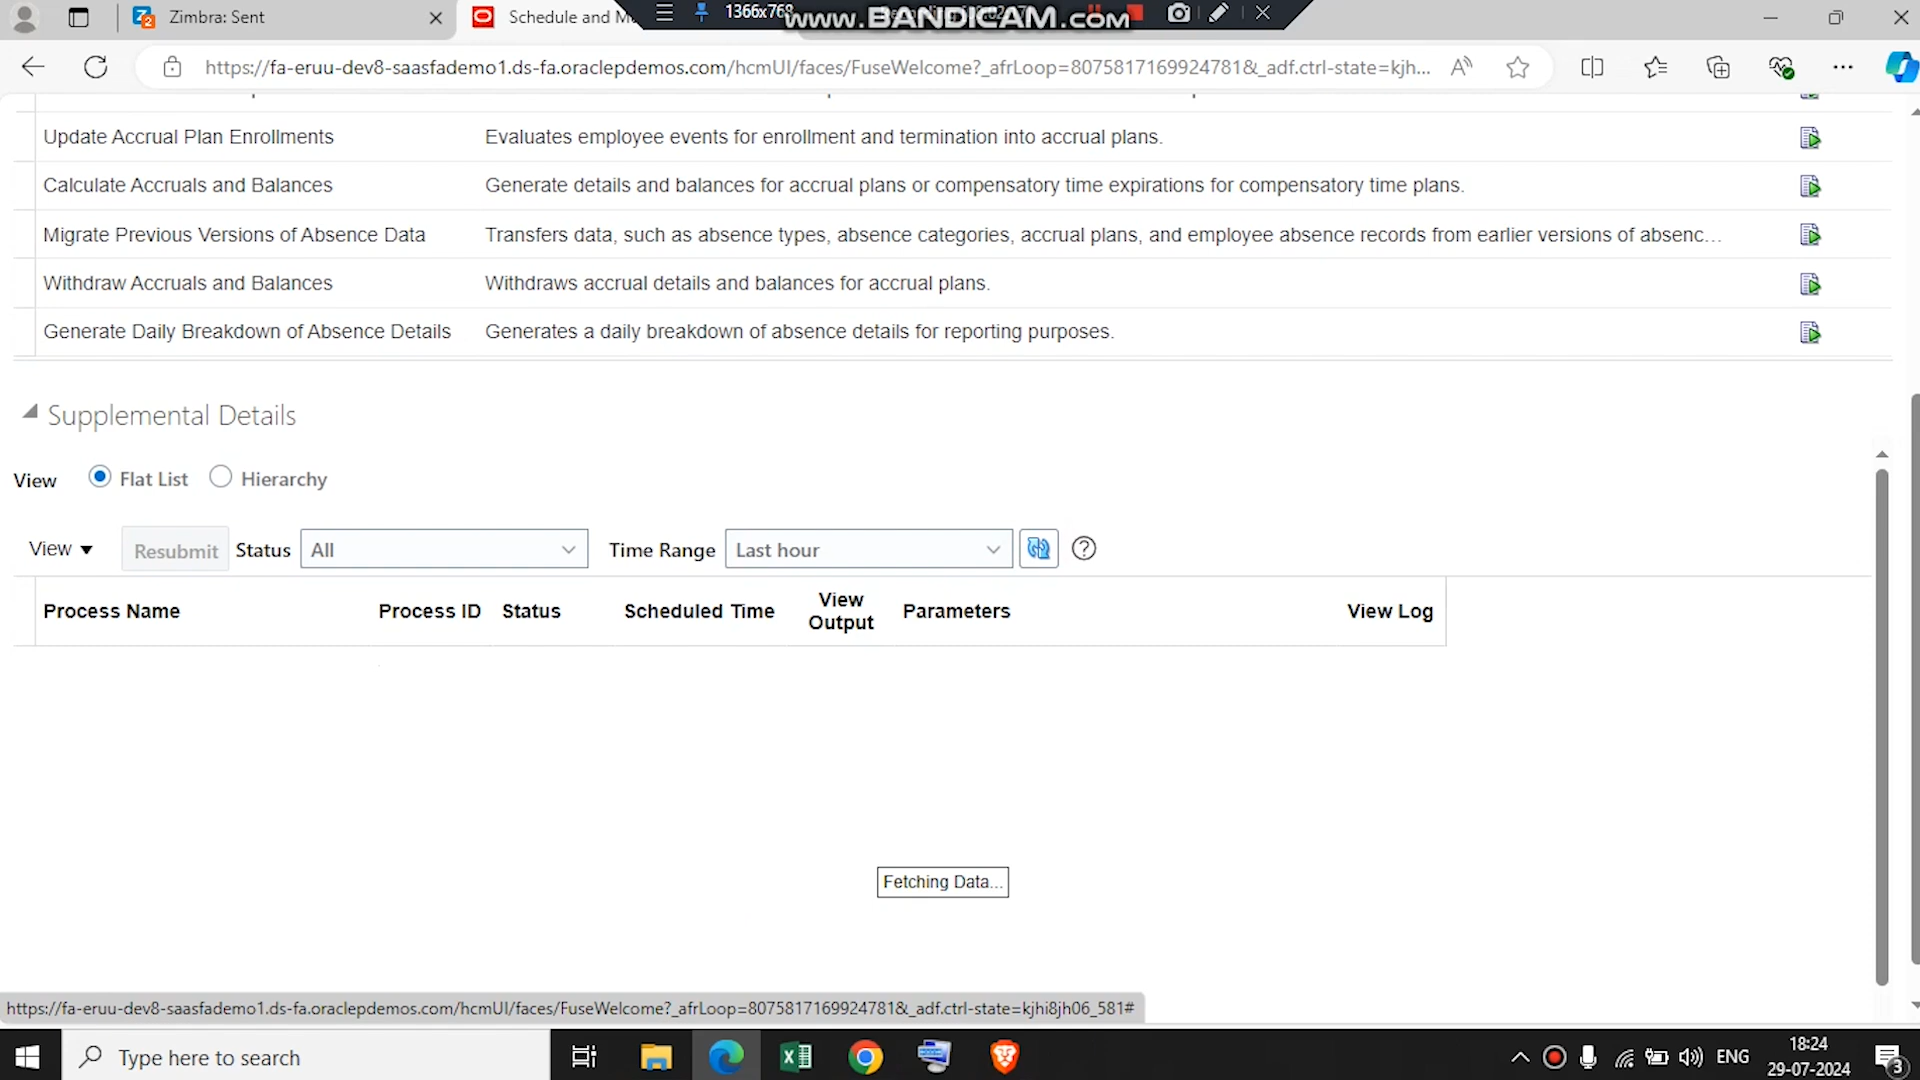 Zimbra: Sent
Schedule and M
1366x768
www.BANDICAM.com
https://fa-eruu-dev8-saasfademo1.ds-fa.oraclepdemos.com/hcmUI/faces/FuseWelcome?_afrLoop=8075817169924781&_adf.ctrl-state=kjh...
Update Accrual Plan Enrollments Evaluates employee events for enrollment and termination into accrual plans.
Calculate Accruals and Balances Generate details and balances for accrual plans or compensatory time expirations for compensatory time plans.
Migrate Previous Versions of Absence Data Transfers data, such as absence types, absence categories, accrual plans, and employee absence records from earlier versions of absenc...
Withdraw Accruals and Balances Withdraws accrual details and balances for accrual plans.
Generate Daily Breakdown of Absence Details Generates a daily breakdown of absence details for reporting purposes.
Supplemental Details
View Flat List Hierarchy
View Resubmit Status All Time Range Last hour
Process Name Process ID Status Scheduled Time View Output Parameters View Log
Fetching Data...
https://fa-eruu-dev8-saasfademo1.ds-fa.oraclepdemos.com/hcmUI/faces/FuseWelcome?_afrLoop=8075817169924781&_adf.ctrl-state=kjhi8jh06_581#
Type here to search
ENG
18:24
29-07-2024
3